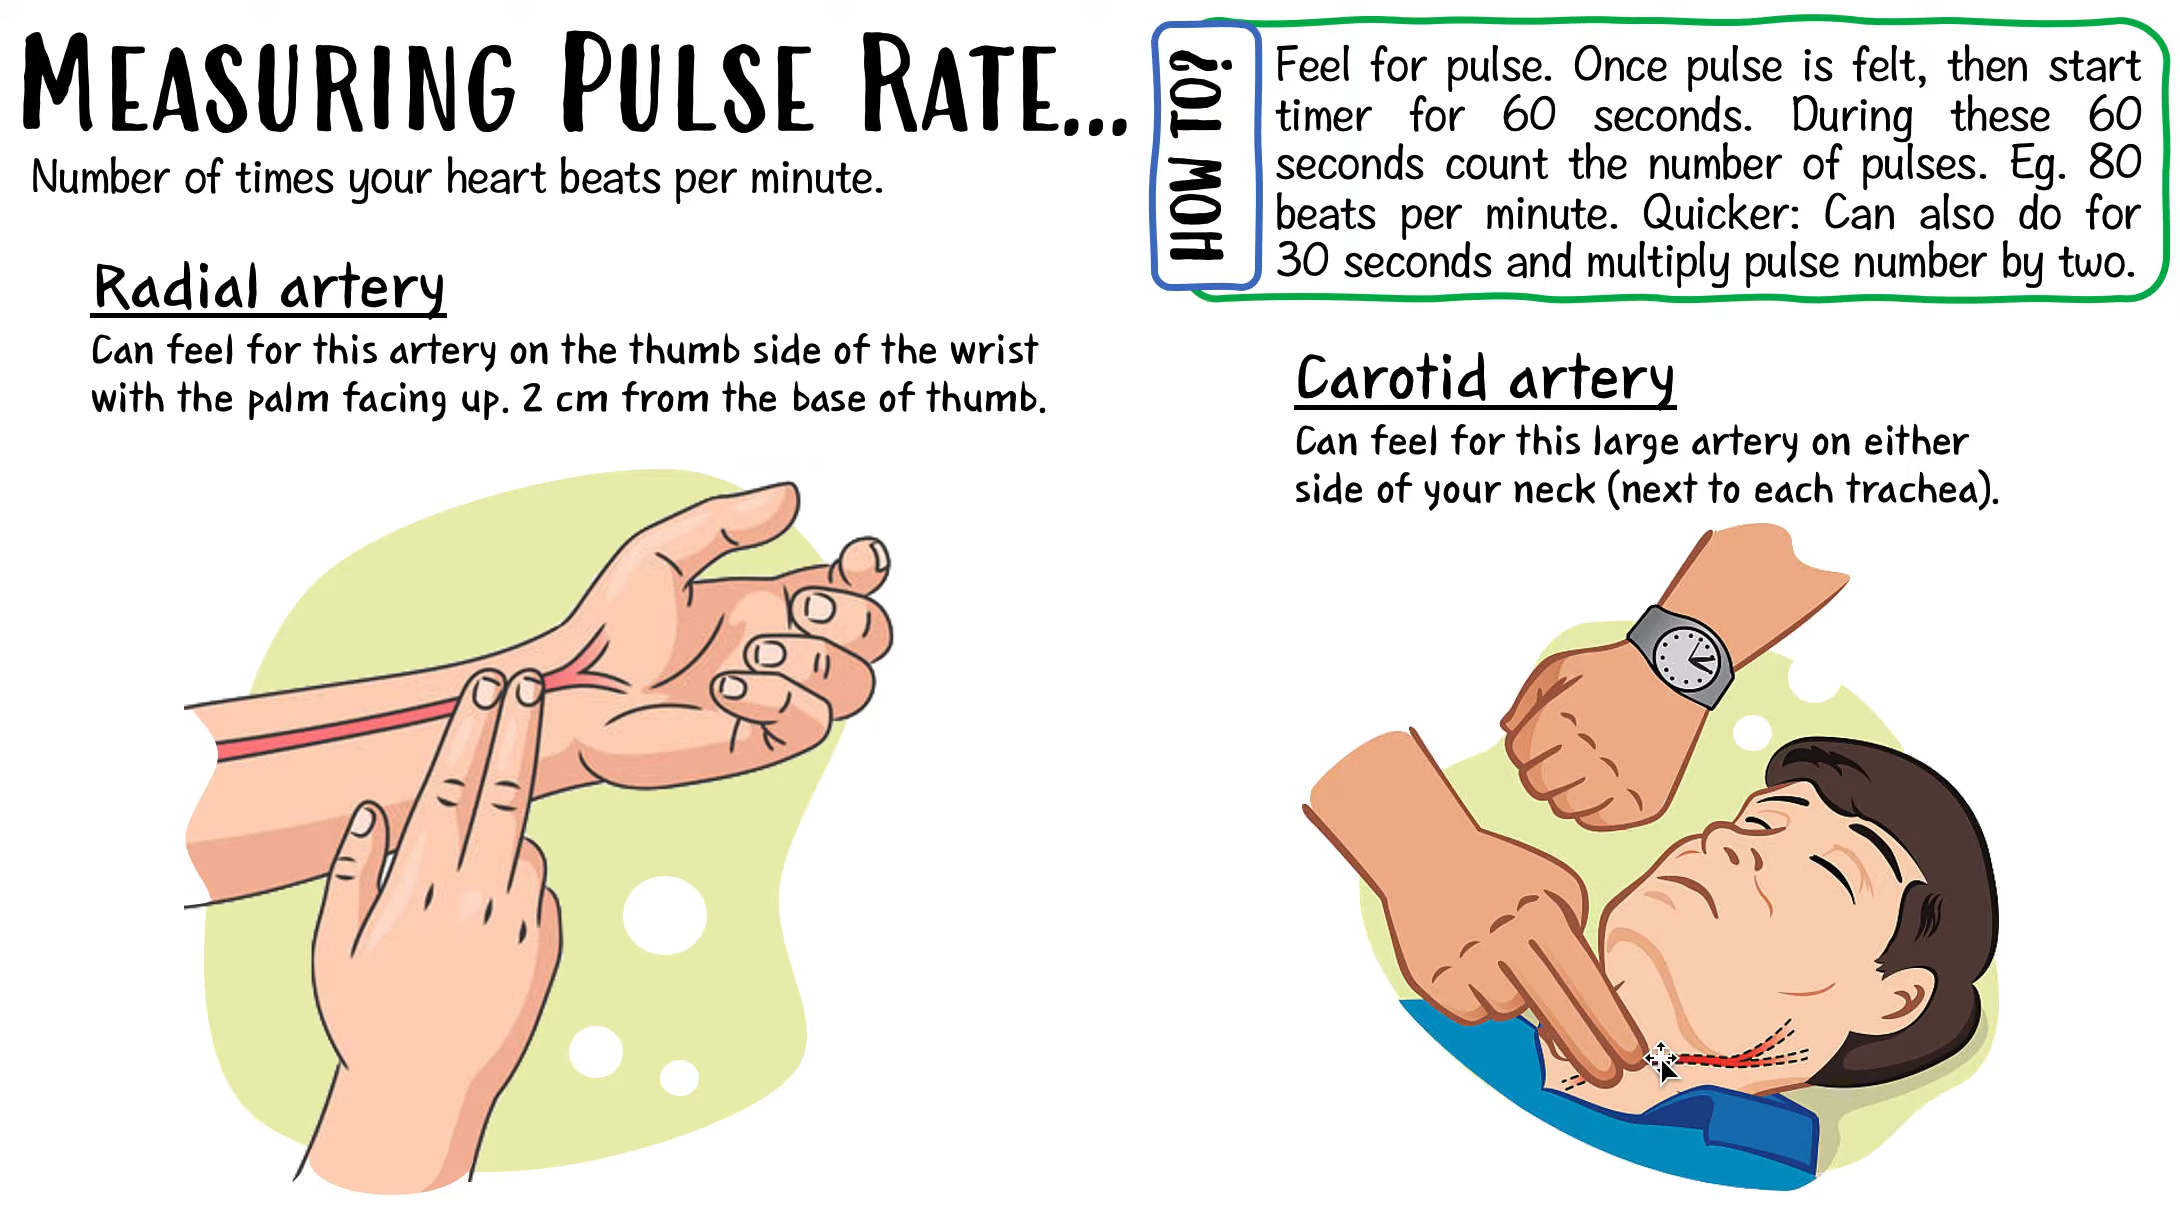 MEASURING PULSE RATE...
Number of times your heart beats per minute.
HOW TO?
Feel for pulse. Once pulse is felt, then start
timer for 60 seconds. During these 60
seconds count the number of pulses. Eg. 80
beats per minute. Quicker: Can also do for
30 seconds and multiply pulse number by two.
Radial artery
Can feel for this artery on the thumb side of the wrist
with the palm facing up. 2 cm from the base of thumb.
Carotid artery
Can feel for this large artery on either
side of your neck (next to each trachea).